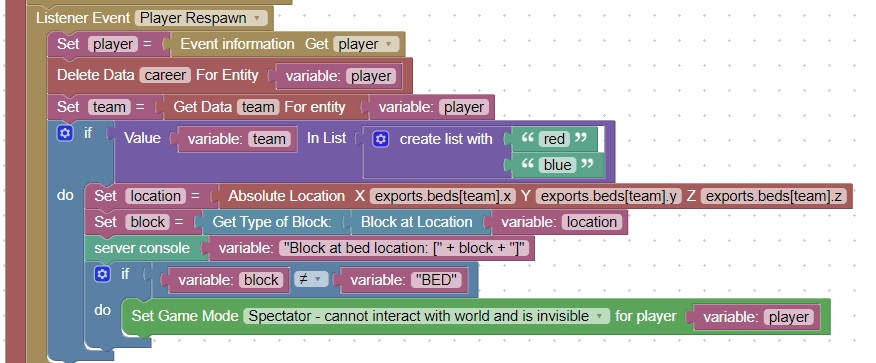 Listener Event Player Respawn
Set player = Event information Get player
Delete Data career For Entity variable: player
Set team = Get Data team For entity variable: player
if Value variable: team In List create list with “ red ”
“ blue ”
do Set location = Absolute Location X exports.beds[team].x Y exports.beds[team].y Z exports.beds[team].z
Set block = Get Type of Block: Block at Location variable: location
server console variable: "Block at bed location: [" + block + "]"
if variable: block ≠ variable: "BED"
do Set Game Mode Spectator - cannot interact with world and is invisible for player variable: player